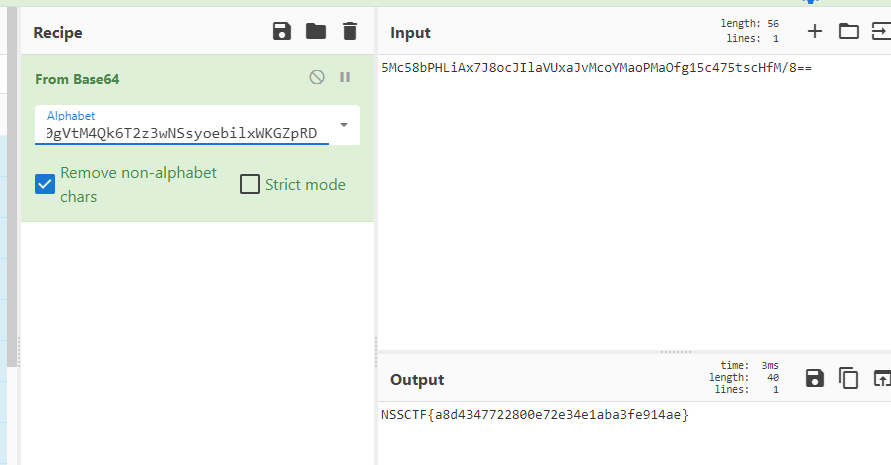 Recipe
From Base64
Alphabet
0gVtM4Qk6T2z3wNSsyoebilxWKGZpRD
Remove non-alphabet
chars
Strict mode
Input
length: 56
lines: 1
5Mc58bPHLiAx7J8ocJIlaVUxaJvMcoYMaoPMaOfg15c475tscHfM/8==
Output
time: 3ms
length: 40
lines: 1
NSSCTF{a8d4347722800e72e34e1aba3fe914ae}